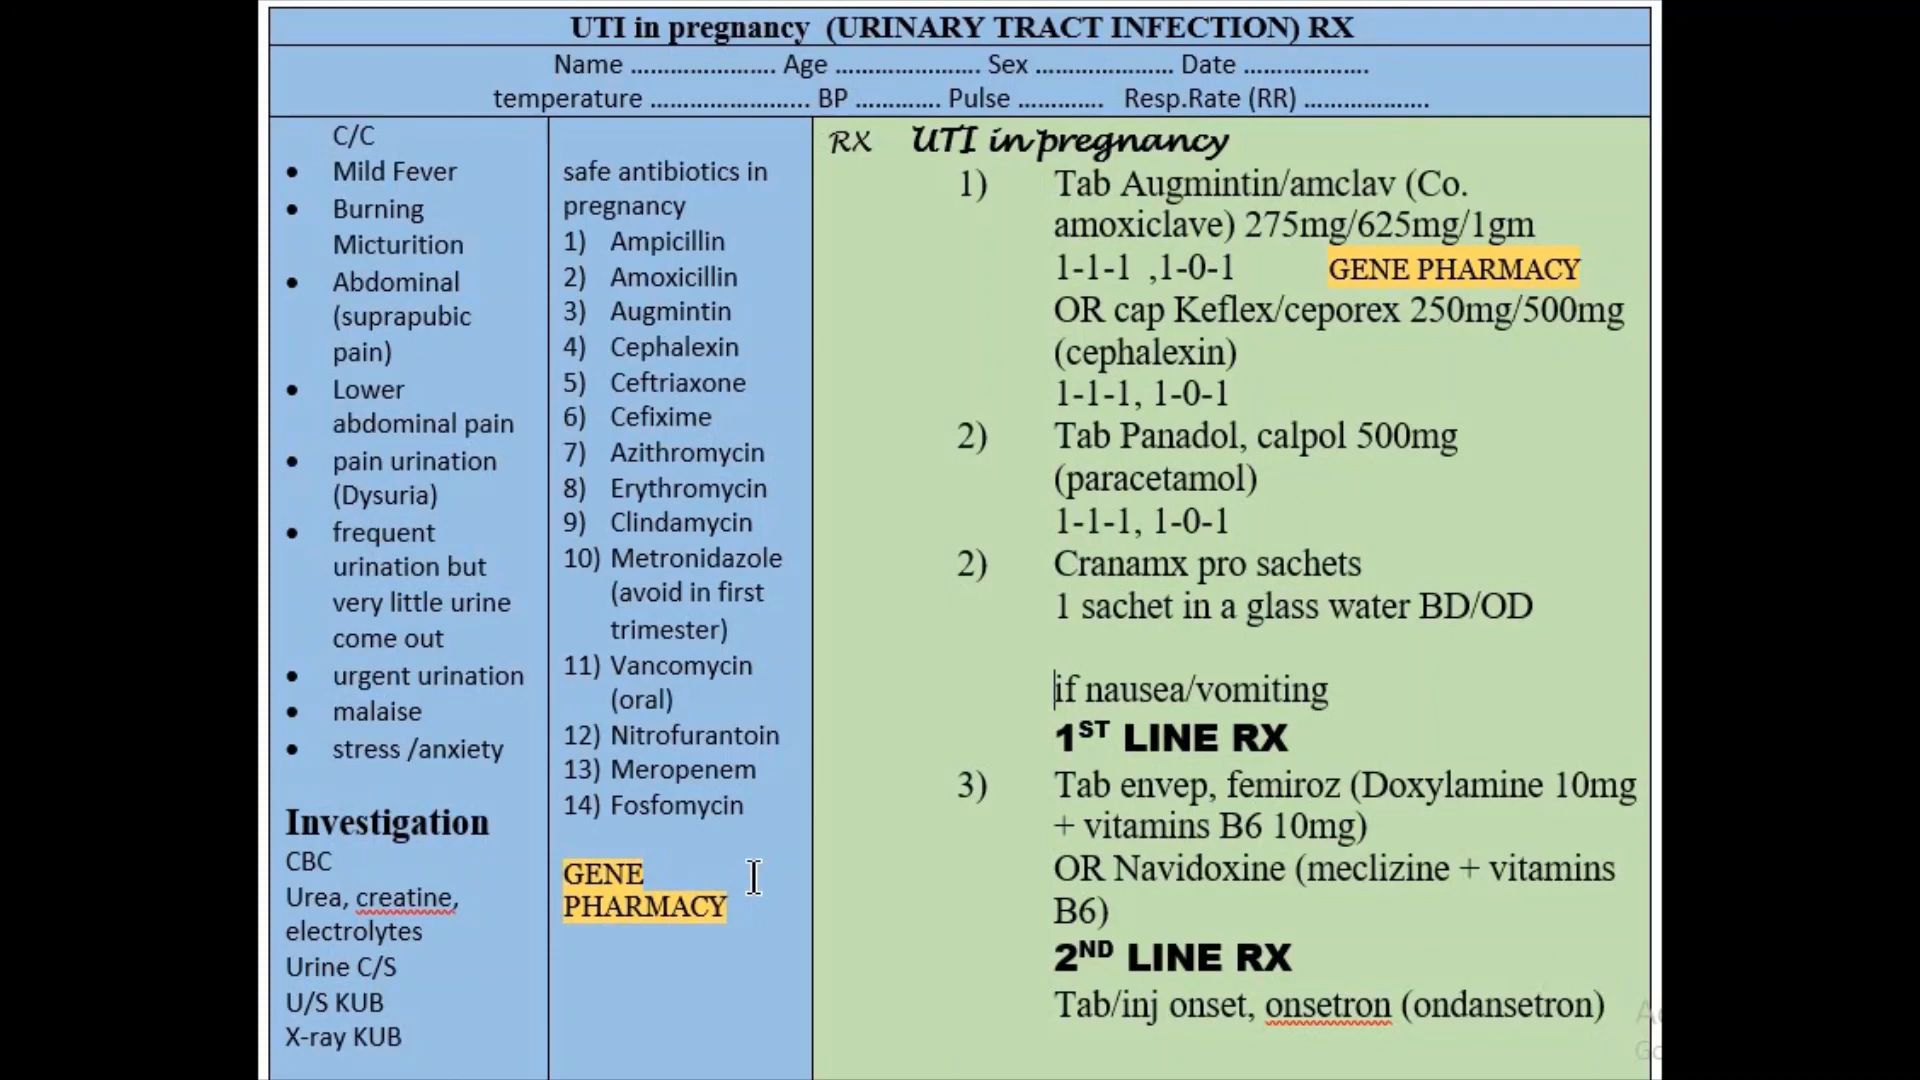 UTI in pregnancy (URINARY TRACT INFECTION) RX
Name ...................... Age ...................... Sex ..................... Date ...................
temperature ........................ BP ............. Pulse ............. Resp.Rate (RR) ...................
C/C
• Mild Fever
• Burning
Micturition
• Abdominal
(suprapubic
pain)
• Lower
abdominal pain
• pain urination
(Dysuria)
• frequent
urination but
very little urine
come out
• urgent urination
• malaise
• stress /anxiety
Investigation
CBC
Urea, creatine,
electrolytes
Urine C/S
U/S KUB
X-ray KUB
safe antibiotics in
pregnancy
1) Ampicillin
2) Amoxicillin
3) Augmintin
4) Cephalexin
5) Ceftriaxone
6) Cefixime
7) Azithromycin
8) Erythromycin
9) Clindamycin
10) Metronidazole
(avoid in first
trimester)
11) Vancomycin
(oral)
12) Nitrofurantoin
13) Meropenem
14) Fosfomycin
GENE
PHARMACY
RX UTI in pregnancy
1) Tab Augmintin/amclav (Co.
amoxiclave) 275mg/625mg/1gm
1-1-1 ,1-0-1 GENE PHARMACY
OR cap Keflex/ceporex 250mg/500mg
(cephalexin)
1-1-1, 1-0-1
2) Tab Panadol, calpol 500mg
(paracetamol)
1-1-1, 1-0-1
2) Cranamx pro sachets
1 sachet in a glass water BD/OD
if nausea/vomiting
1ST LINE RX
3) Tab envep, femiroz (Doxylamine 10mg
+ vitamins B6 10mg)
OR Navidoxine (meclizine + vitamins
B6)
2ND LINE RX
Tab/inj onset, onsetron (ondansetron)